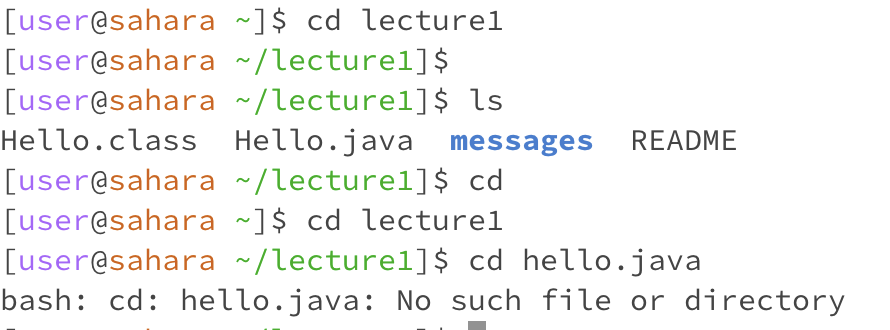 [user@sahara ~]$ cd lecture1
[user@sahara ~/lecture1]$
[user@sahara ~/lecture1]$ ls
Hello.class  Hello.java  messages  README
[user@sahara ~/lecture1]$ cd
[user@sahara ~]$ cd lecture1
[user@sahara ~/lecture1]$ cd hello.java
bash: cd: hello.java: No such file or directory